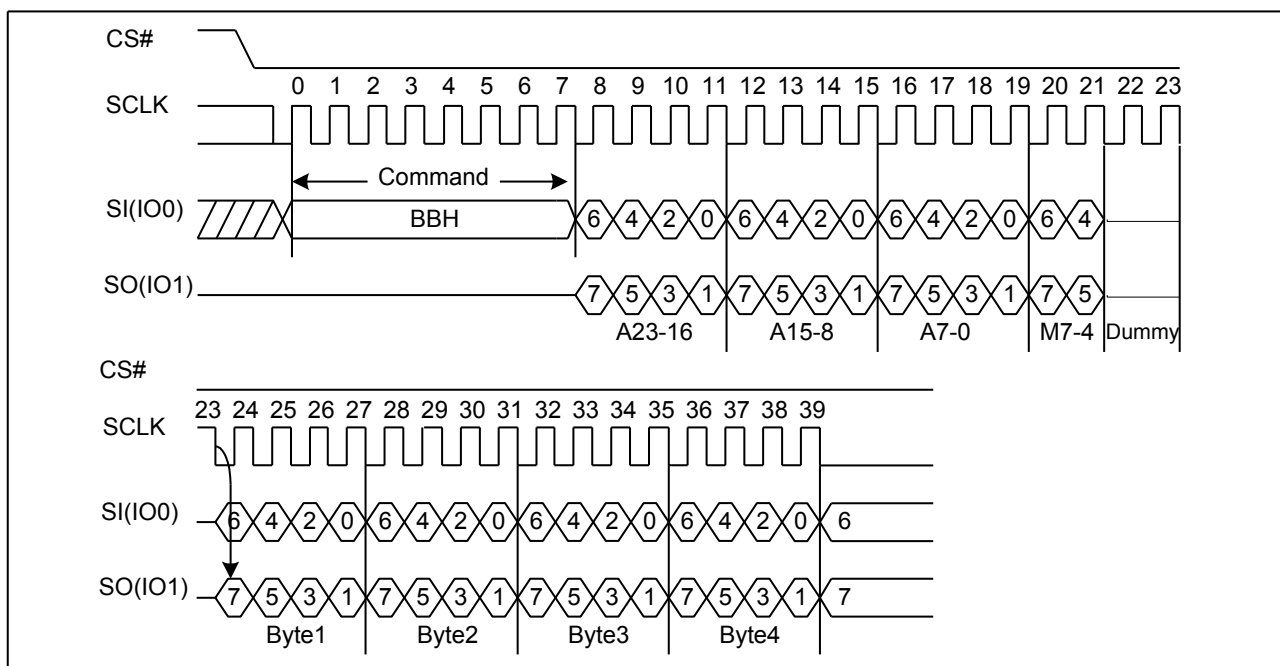 CS#
0 1 2 3 4 5 6 7 8 9 10 11 12 13 14 15 16 17 18 19 20 21 22 23
SCLK
Command
SI(IO0) BBH 6 4 2 0 6 4 2 0 6 4 2 0 6 4
SO(IO1) 7 5 3 1 7 5 3 1 7 5 3 1 7 5
A23-16 A15-8 A7-0 M7-4 Dummy
CS#
23 24 25 26 27 28 29 30 31 32 33 34 35 36 37 38 39
SCLK
SI(IO0) 6 4 2 0 6 4 2 0 6 4 2 0 6 4 2 0 6
SO(IO1) 7 5 3 1 7 5 3 1 7 5 3 1 7 5 3 1 7
Byte1 Byte2 Byte3 Byte4